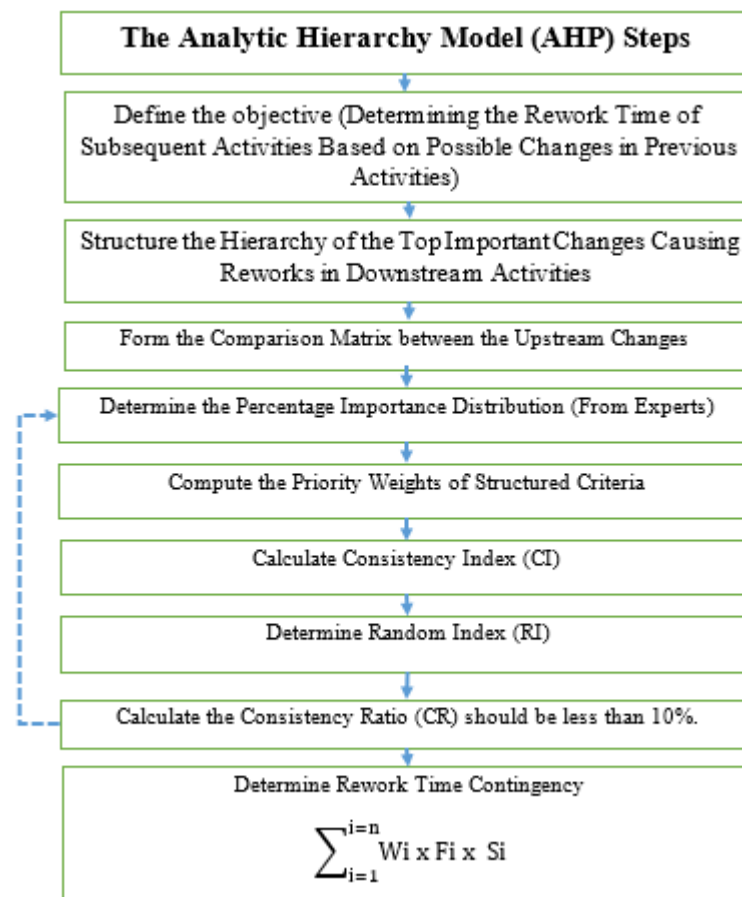 The Analytic Hierarchy Model (AHP) Steps
Define the objective (Determining the Rework Time of
Subsequent Activities Based on Possible Changes in Previous
Activities)
Structure the Hierarchy of the Top Important Changes Causing
Reworks in Downstream Activities
Form the Comparison Matrix between the Upstream Changes
Determine the Percentage Importance Distribution (From Experts)
Compute the Priority Weights of Structured Criteria
Calculate Consistency Index (CI)
Determine Random Index (RI)
Calculate the Consistency Ratio (CR) should be less than 10%.
Determine Rework Time Contingency
∑ i=1 i=n Wi x Fi x Si